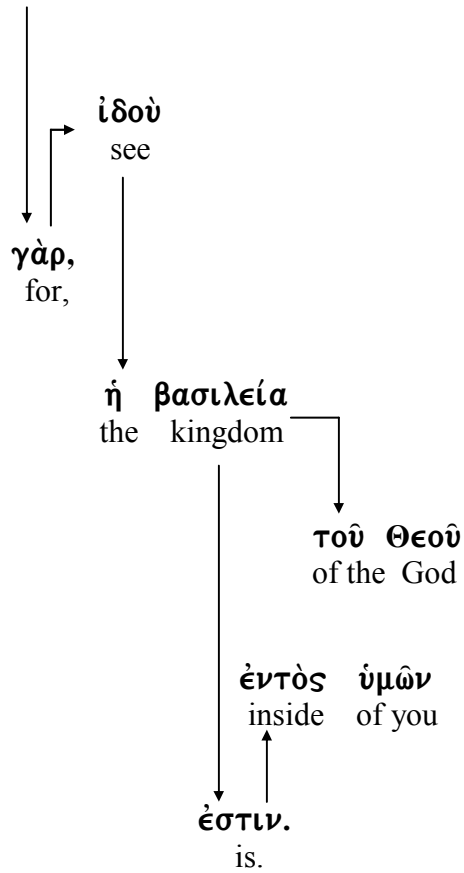 ἰδοὺ
see
γὰρ,
for,
ἡ βασιλεία
the kingdom
τοῦ Θεοῦ
of the God
ἐντὸς ὑμῶν
inside of you
ἐστιν.
is.